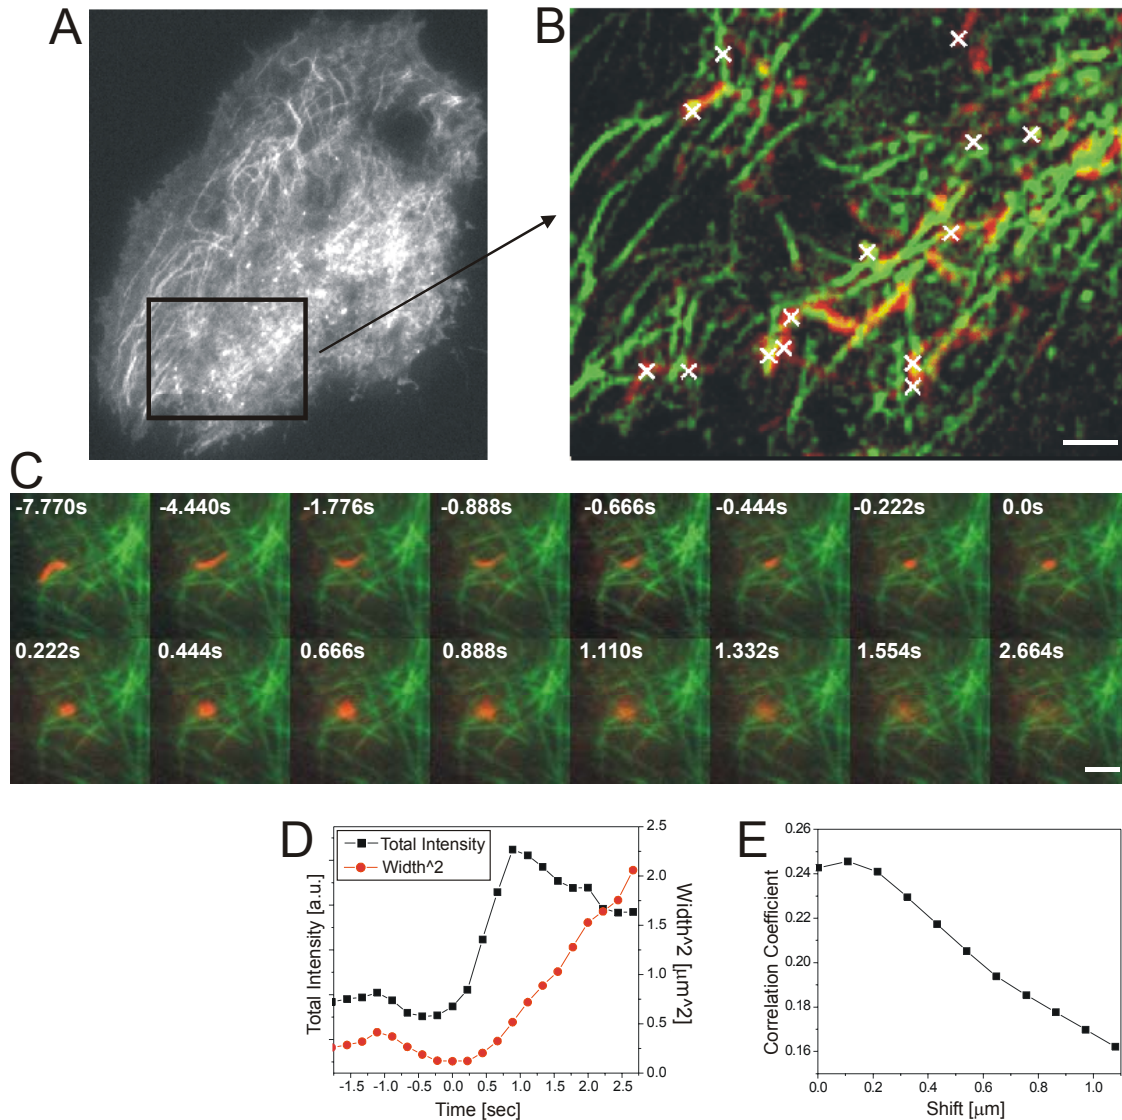 A
B
C
-7.770s -4.440s -1.776s -0.888s -0.666s -0.444s -0.222s 0.0s
0.222s 0.444s 0.666s 0.888s 1.110s 1.332s 1.554s 2.664s
D
Total Intensity
Width^2
Total Intensity [a.u.]
2.5
2.0
1.5
1.0
0.5
0.0
Width^2 [µm^2]
-1.5 -1.0 -0.5 0.0 0.5 1.0 1.5 2.0 2.5
Time [sec]
E
Correlation Coefficient
0.26
0.24
0.22
0.20
0.18
0.16
0.0 0.2 0.4 0.6 0.8 1.0
Shift [µm]